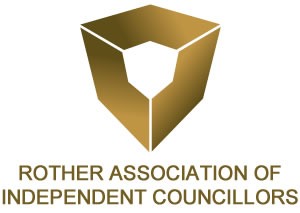 ROTHER ASSOCIATION OF
INDEPENDENT COUNCILLORS